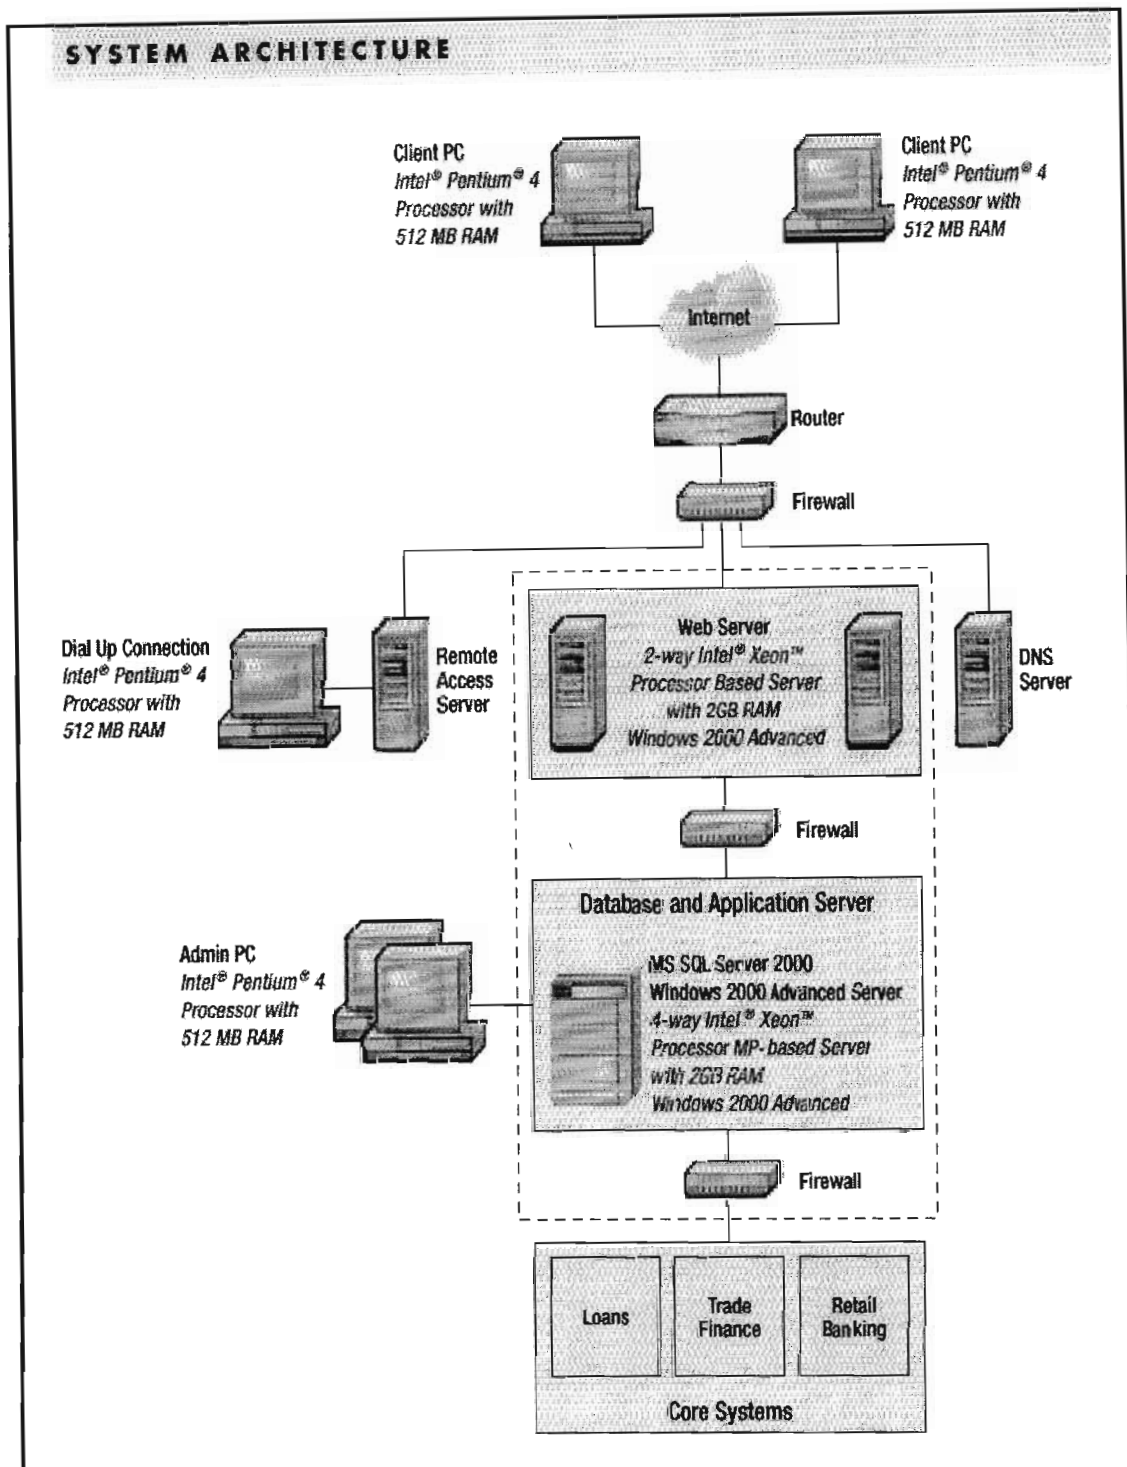 SYSTEM ARCHITECTURE
Client PC
Intel® Pentium® 4
Processor with
512 MB RAM
Client PC
Intel® Pentium® 4
Processor with
512 MB RAM
Internet
Router
Firewall
Dial Up Connection
Intel® Pentium® 4
Processor with
512 MB RAM
Remote
Access
Server
Web Server
2-way Intel® Xeon™
Processor Based Server
with 2GB RAM
Windows 2000 Advanced
DNS
Server
Firewall
Database and Application Server
Admin PC
Intel® Pentium® 4
Processor with
512 MB RAM
MS SQL Server 2000
Windows 2000 Advanced Server
4-way Intel® Xeon™
Processor MP-based Server
with 2GB RAM
Windows 2000 Advanced
Firewall
Loans
Trade
Finance
Retail
Banking
Core Systems